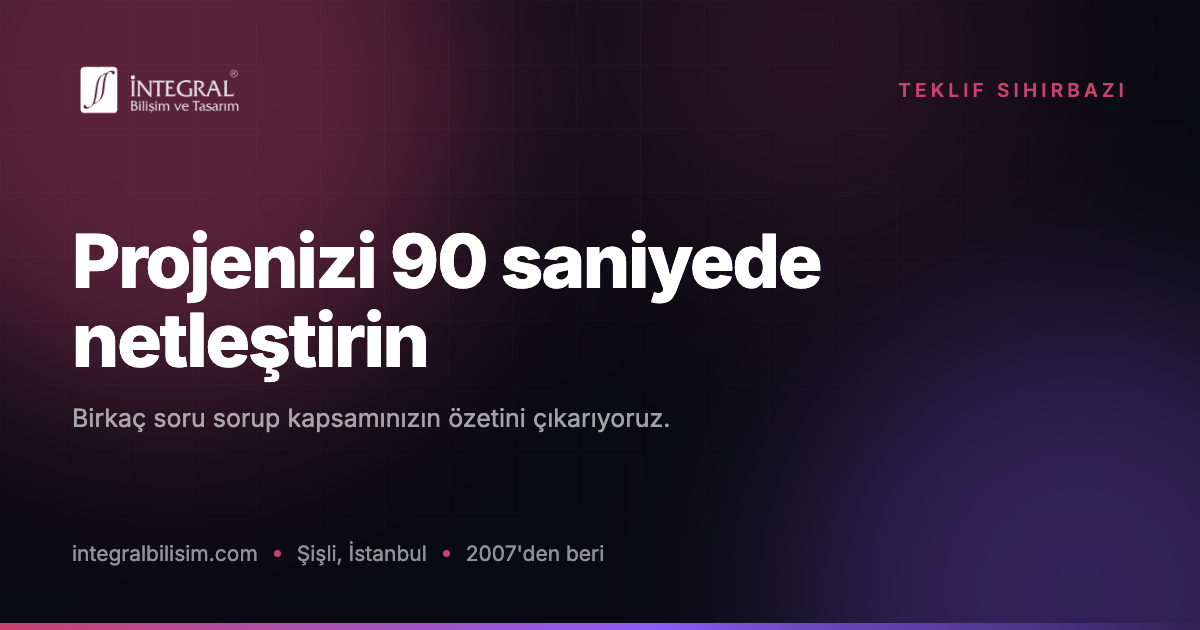 İNTEGRAL®
Bilişim ve Tasarım
TEKLIF SIHIRBAZI
Projenizi 90 saniyede
netleştirin
Birkaç soru sorup kapsamınızın özetini çıkarıyoruz.
integralbilisim.com • Şişli, İstanbul • 2007'den beri